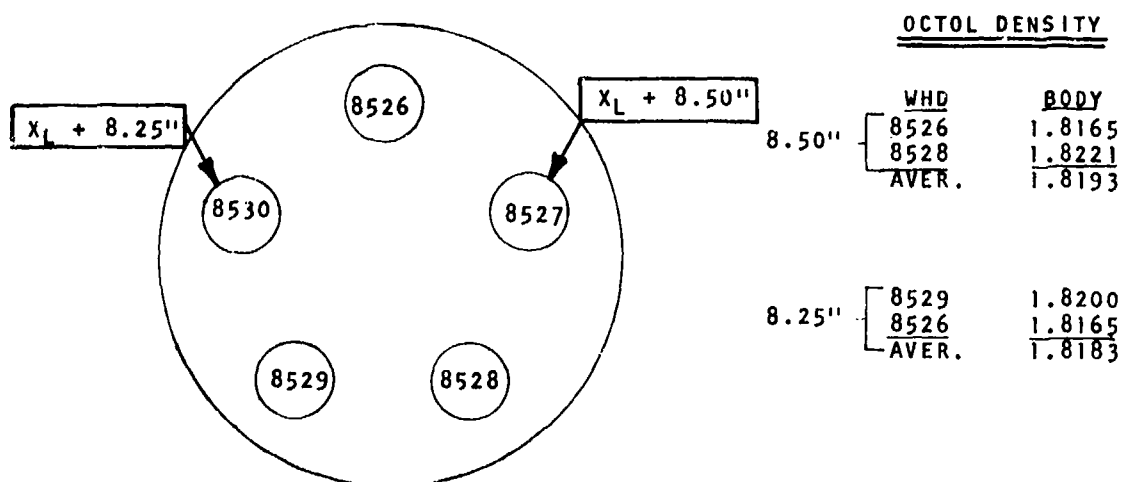 OCTOL DENSITY
X_L + 8.25"
8526
X_L + 8.50"
8530
8527
8529
8528
WHD BODY
8.50"
8526 1.8165
8528 1.8221
AVER. 1.8193
8.25"
8529 1.8200
8526 1.8165
AVER. 1.8183